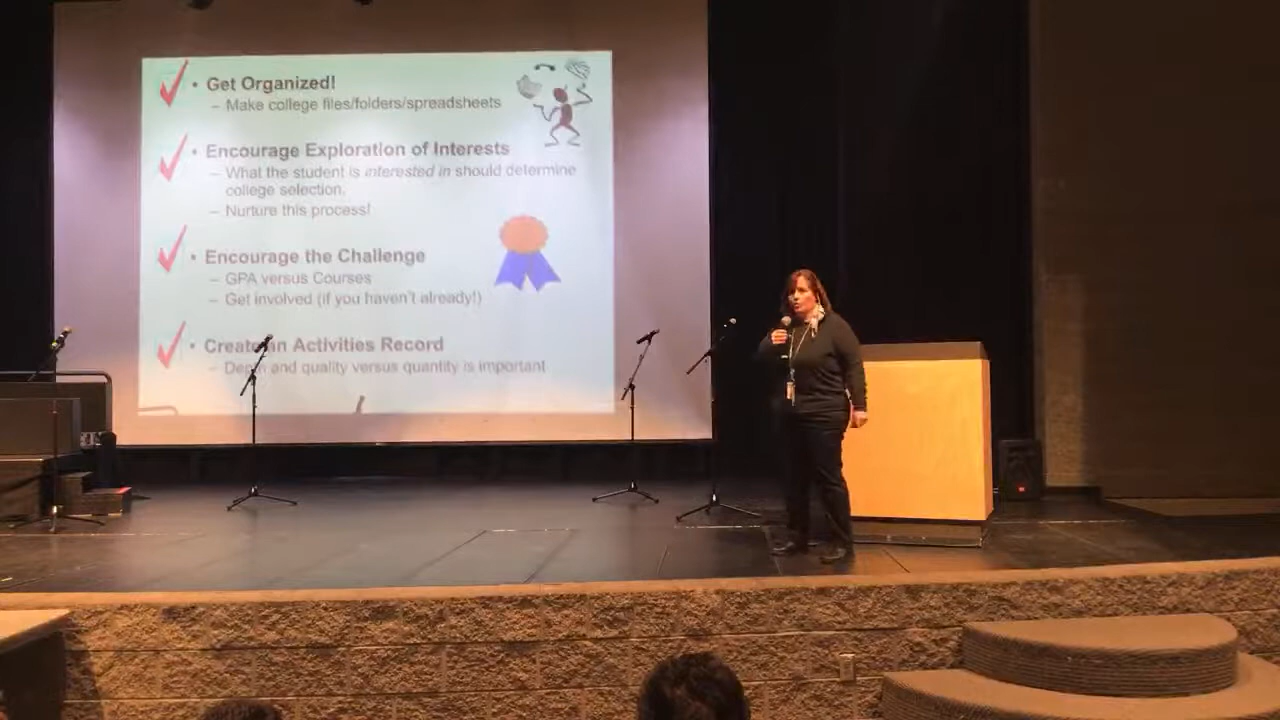 • Get Organized!
– Make college files/folders/spreadsheets
• Encourage Exploration of Interests
– What the student is interested in should determine
college selection.
– Nurture this process!
• Encourage the Challenge
– GPA versus Courses
– Get involved (if you haven't already!)
• Create an Activities Record
– Depth and quality versus quantity is important